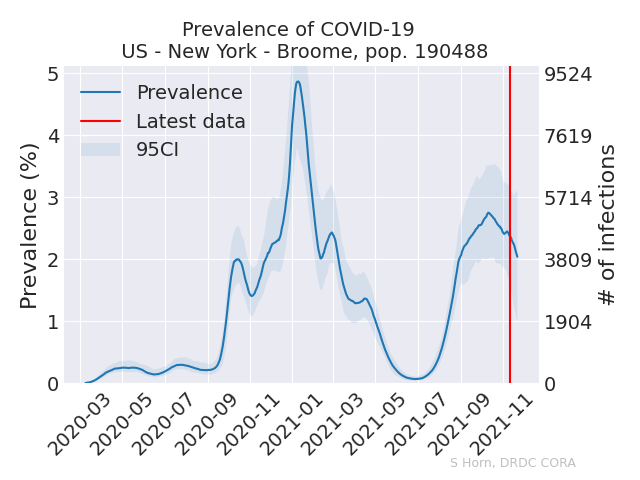 Prevalence of COVID-19
US - New York - Broome, pop. 190488
Prevalence
Latest data
95CI
Prevalence (%)
5
4
3
2
1
0
9524
7619
5714
3809
1904
0
# of infections
2020-03
2020-05
2020-07
2020-09
2020-11
2021-01
2021-03
2021-05
2021-07
2021-09
2021-11
S Horn, DRDC CORA